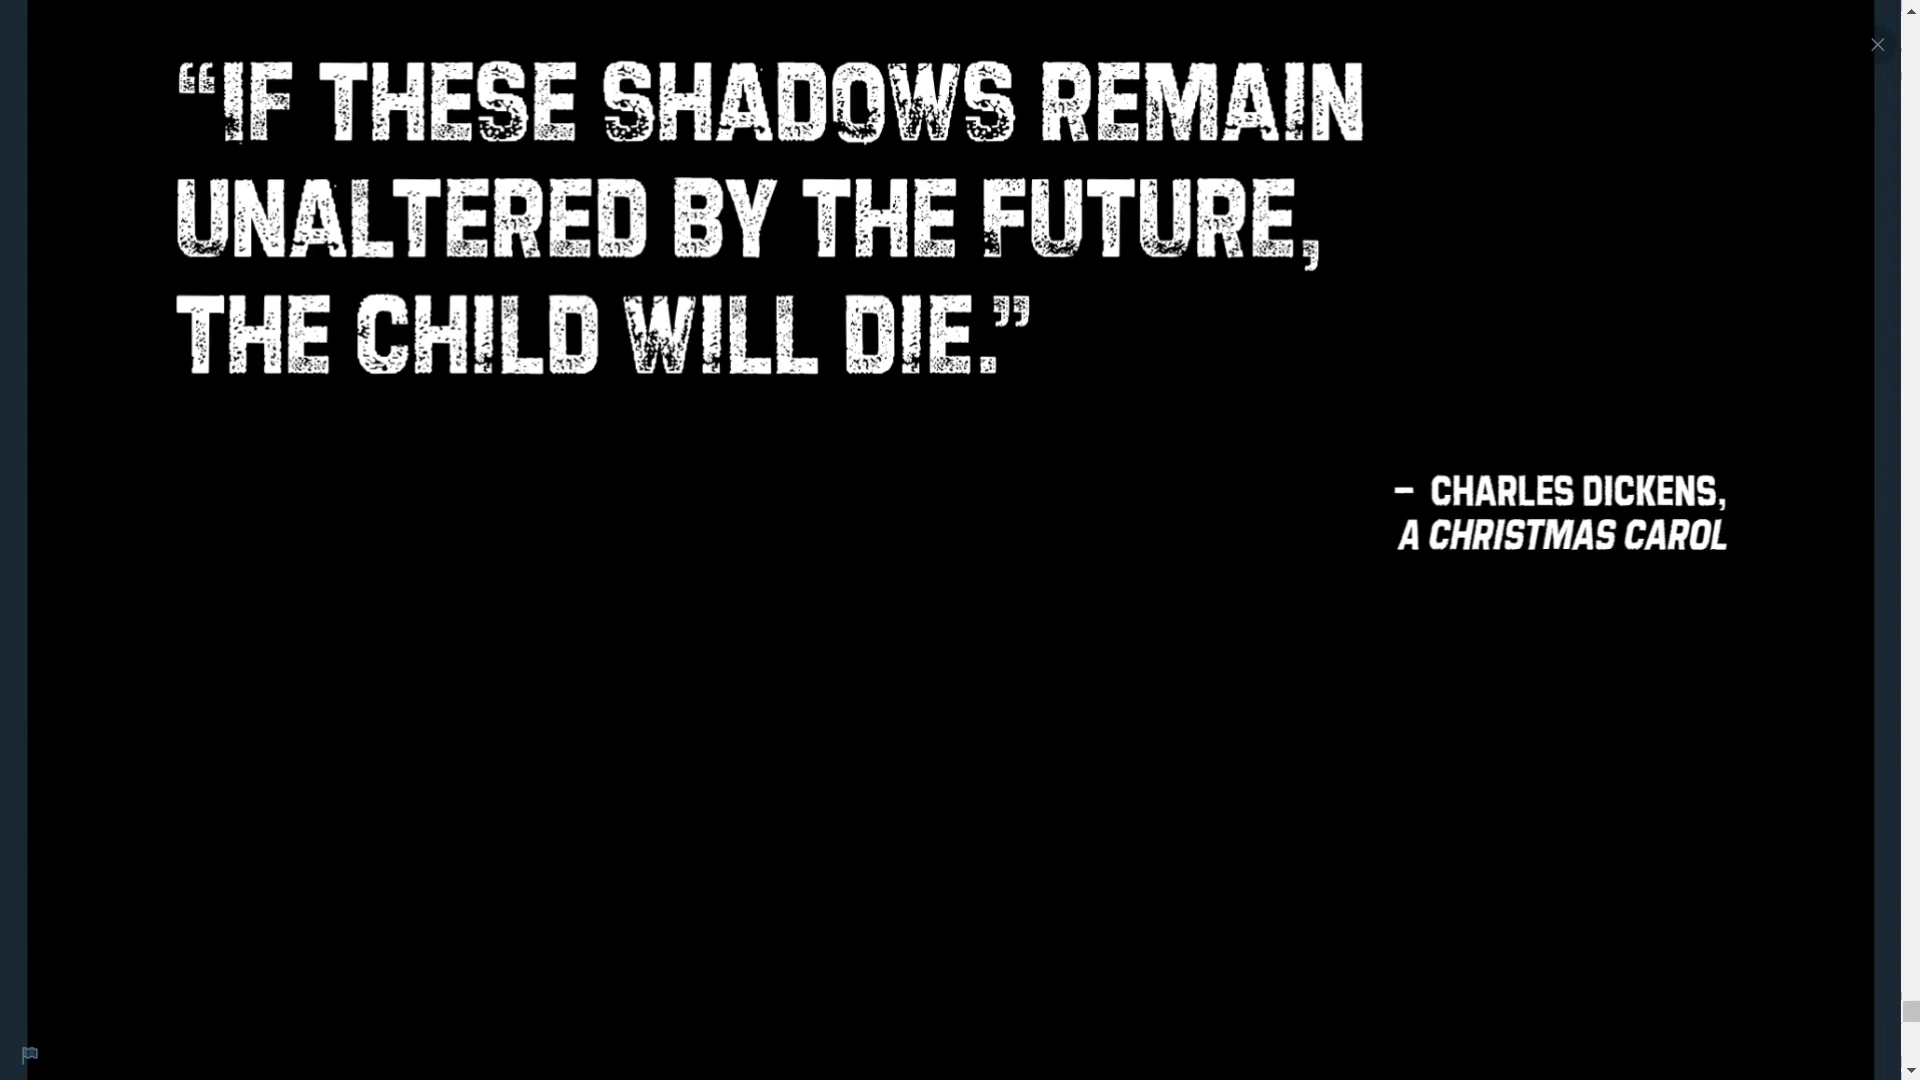 “IF THESE SHADOWS REMAIN
UNALTERED BY THE FUTURE,
THE CHILD WILL DIE.”
– CHARLES DICKENS,
A CHRISTMAS CAROL